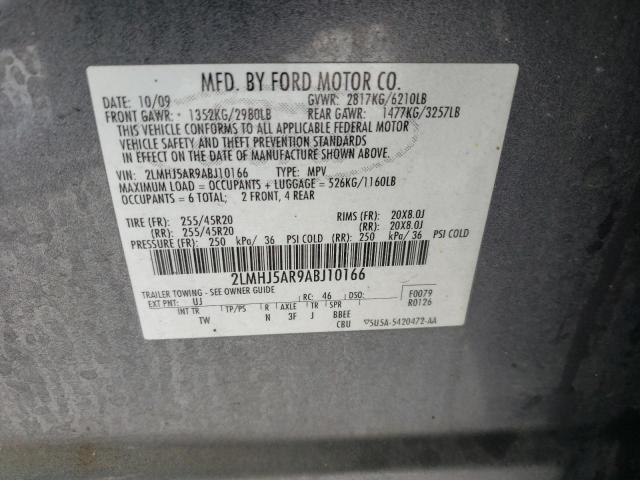 MFD. BY FORD MOTOR CO.
DATE: 10/09 GVWR: 2817KG/6210LB
FRONT GAWR: 1352KG/2980LB REAR GAWR: 1477KG/3257LB
THIS VEHICLE CONFORMS TO ALL APPLICABLE FEDERAL MOTOR
VEHICLE SAFETY AND THEFT PREVENTION STANDARDS
IN EFFECT ON THE DATE OF MANUFACTURE SHOWN ABOVE.
VIN: 2LMHJ5AR9ABJ10166 TYPE: MPV
MAXIMUM LOAD = OCCUPANTS + LUGGAGE = 526KG/1160LB
OCCUPANTS = 6 TOTAL; 2 FRONT, 4 REAR
TIRE (FR): 255/45R20 RIMS (FR): 20X8.0J
(RR): 255/45R20 (RR): 20X8.0J
PRESSURE (FR): 250 kPa/ 36 PSI COLD (RR): 250 kPa/ 36 PSI COLD
2LMHJ5AR9ABJ10166
TRAILER TOWING - SEE OWNER GUIDE F0079
EXT PNT: UJ RC: 46 DSO: R0126
INT TR TP/PS R AXLE TR SPR
TW N 3F J BBEE
CBU 5U5A-5420472-AA